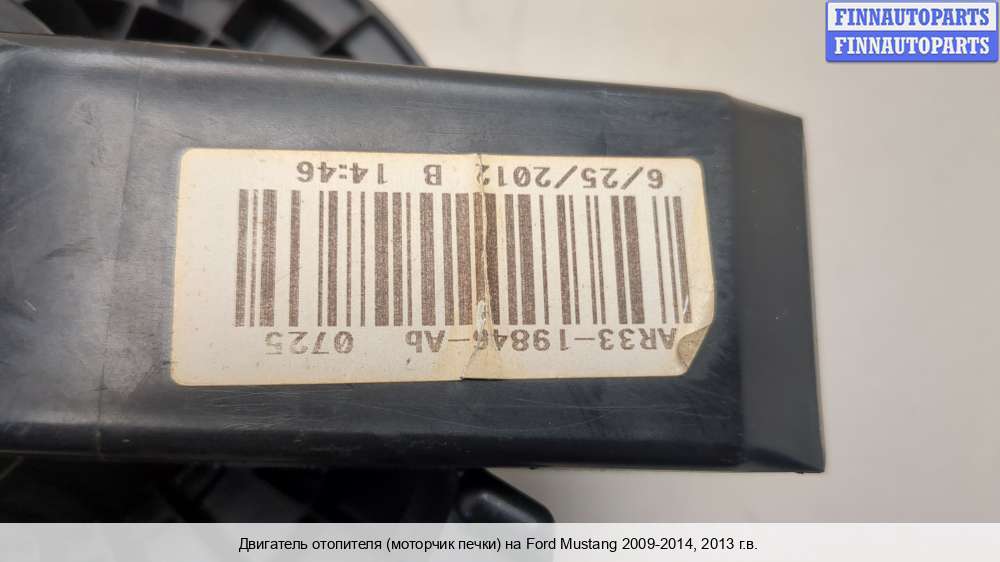 FINNAUTOPARTS
FINNAUTOPARTS
AR33-19846-Ab 0725
6/25/2012 B 14:46
Двигатель отопителя (моторчик печки) на Ford Mustang 2009-2014, 2013 г.в.